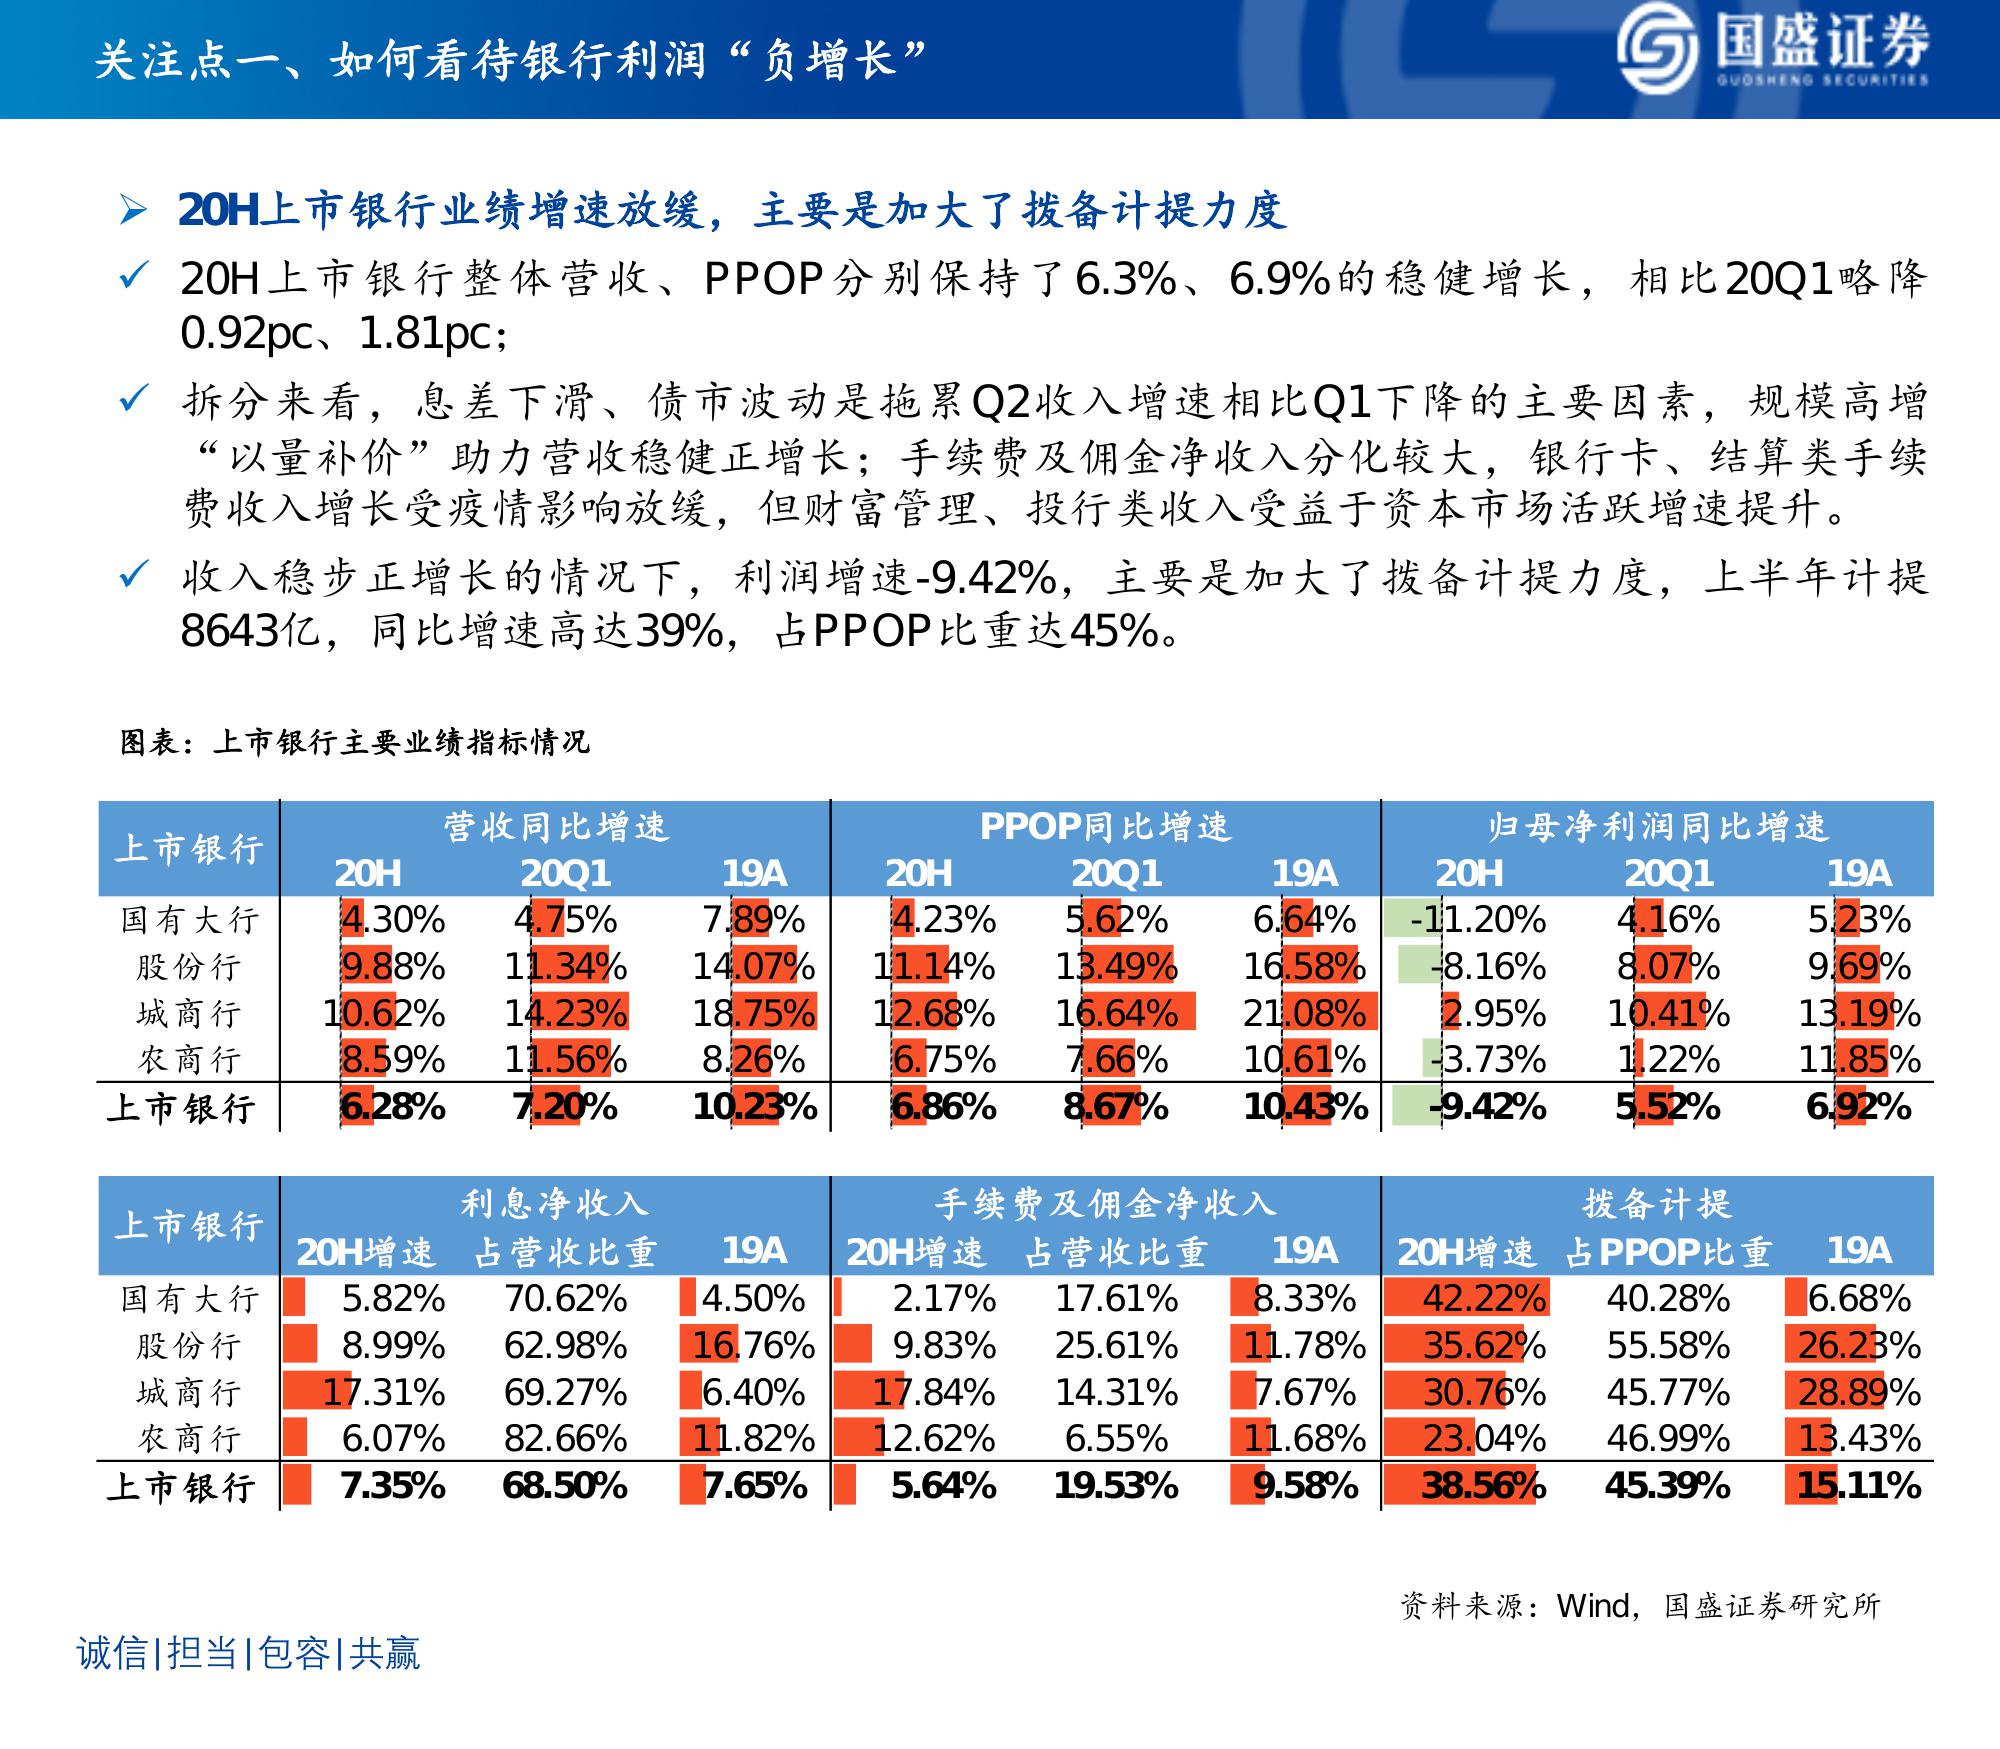 关注点一、如何看待银行利润“负增长”
国盛证券
GUOSHENG SECURITIES
20H上市银行业绩增速放缓，主要是加大了拨备计提力度
20H上市银行整体营收、PPOP分别保持了6.3%、6.9%的稳健增长，相比20Q1略降
0.92pc、1.81pc；
拆分来看，息差下滑、债市波动是拖累Q2收入增速相比Q1下降的主要因素，规模高增
“以量补价”助力营收稳健正增长；手续费及佣金净收入分化较大，银行卡、结算类手续
费收入增长受疫情影响放缓，但财富管理、投行类收入受益于资本市场活跃增速提升。
收入稳步正增长的情况下，利润增速-9.42%，主要是加大了拨备计提力度，上半年计提
8643亿，同比增速高达39%，占PPOP比重达45%。
图表：上市银行主要业绩指标情况
上市银行 营收同比增速 PPOP同比增速 归母净利润同比增速
20H 20Q1 19A 20H 20Q1 19A 20H 20Q1 19A
国有大行 4.30% 4.75% 7.89% 4.23% 5.62% 6.64% -11.20% 4.16% 5.23%
股份行 9.88% 11.34% 14.07% 11.14% 13.49% 16.58% -8.16% 8.07% 9.69%
城商行 10.62% 14.23% 18.75% 12.68% 16.64% 21.08% 2.95% 10.41% 13.19%
农商行 8.59% 11.56% 8.26% 6.75% 7.66% 10.61% -3.73% 1.22% 11.85%
上市银行 6.28% 7.20% 10.23% 6.86% 8.67% 10.43% -9.42% 5.52% 6.92%
上市银行 利息净收入 手续费及佣金净收入 拨备计提
20H增速 占营收比重 19A 20H增速 占营收比重 19A 20H增速 占PPOP比重 19A
国有大行 5.82% 70.62% 4.50% 2.17% 17.61% 8.33% 42.22% 40.28% 6.68%
股份行 8.99% 62.98% 16.76% 9.83% 25.61% 11.78% 35.62% 55.58% 26.23%
城商行 17.31% 69.27% 6.40% 17.84% 14.31% 7.67% 30.76% 45.77% 28.89%
农商行 6.07% 82.66% 11.82% 12.62% 6.55% 11.68% 23.04% 46.99% 13.43%
上市银行 7.35% 68.50% 7.65% 5.64% 19.53% 9.58% 38.56% 45.39% 15.11%
资料来源：Wind，国盛证券研究所
诚信|担当|包容|共赢